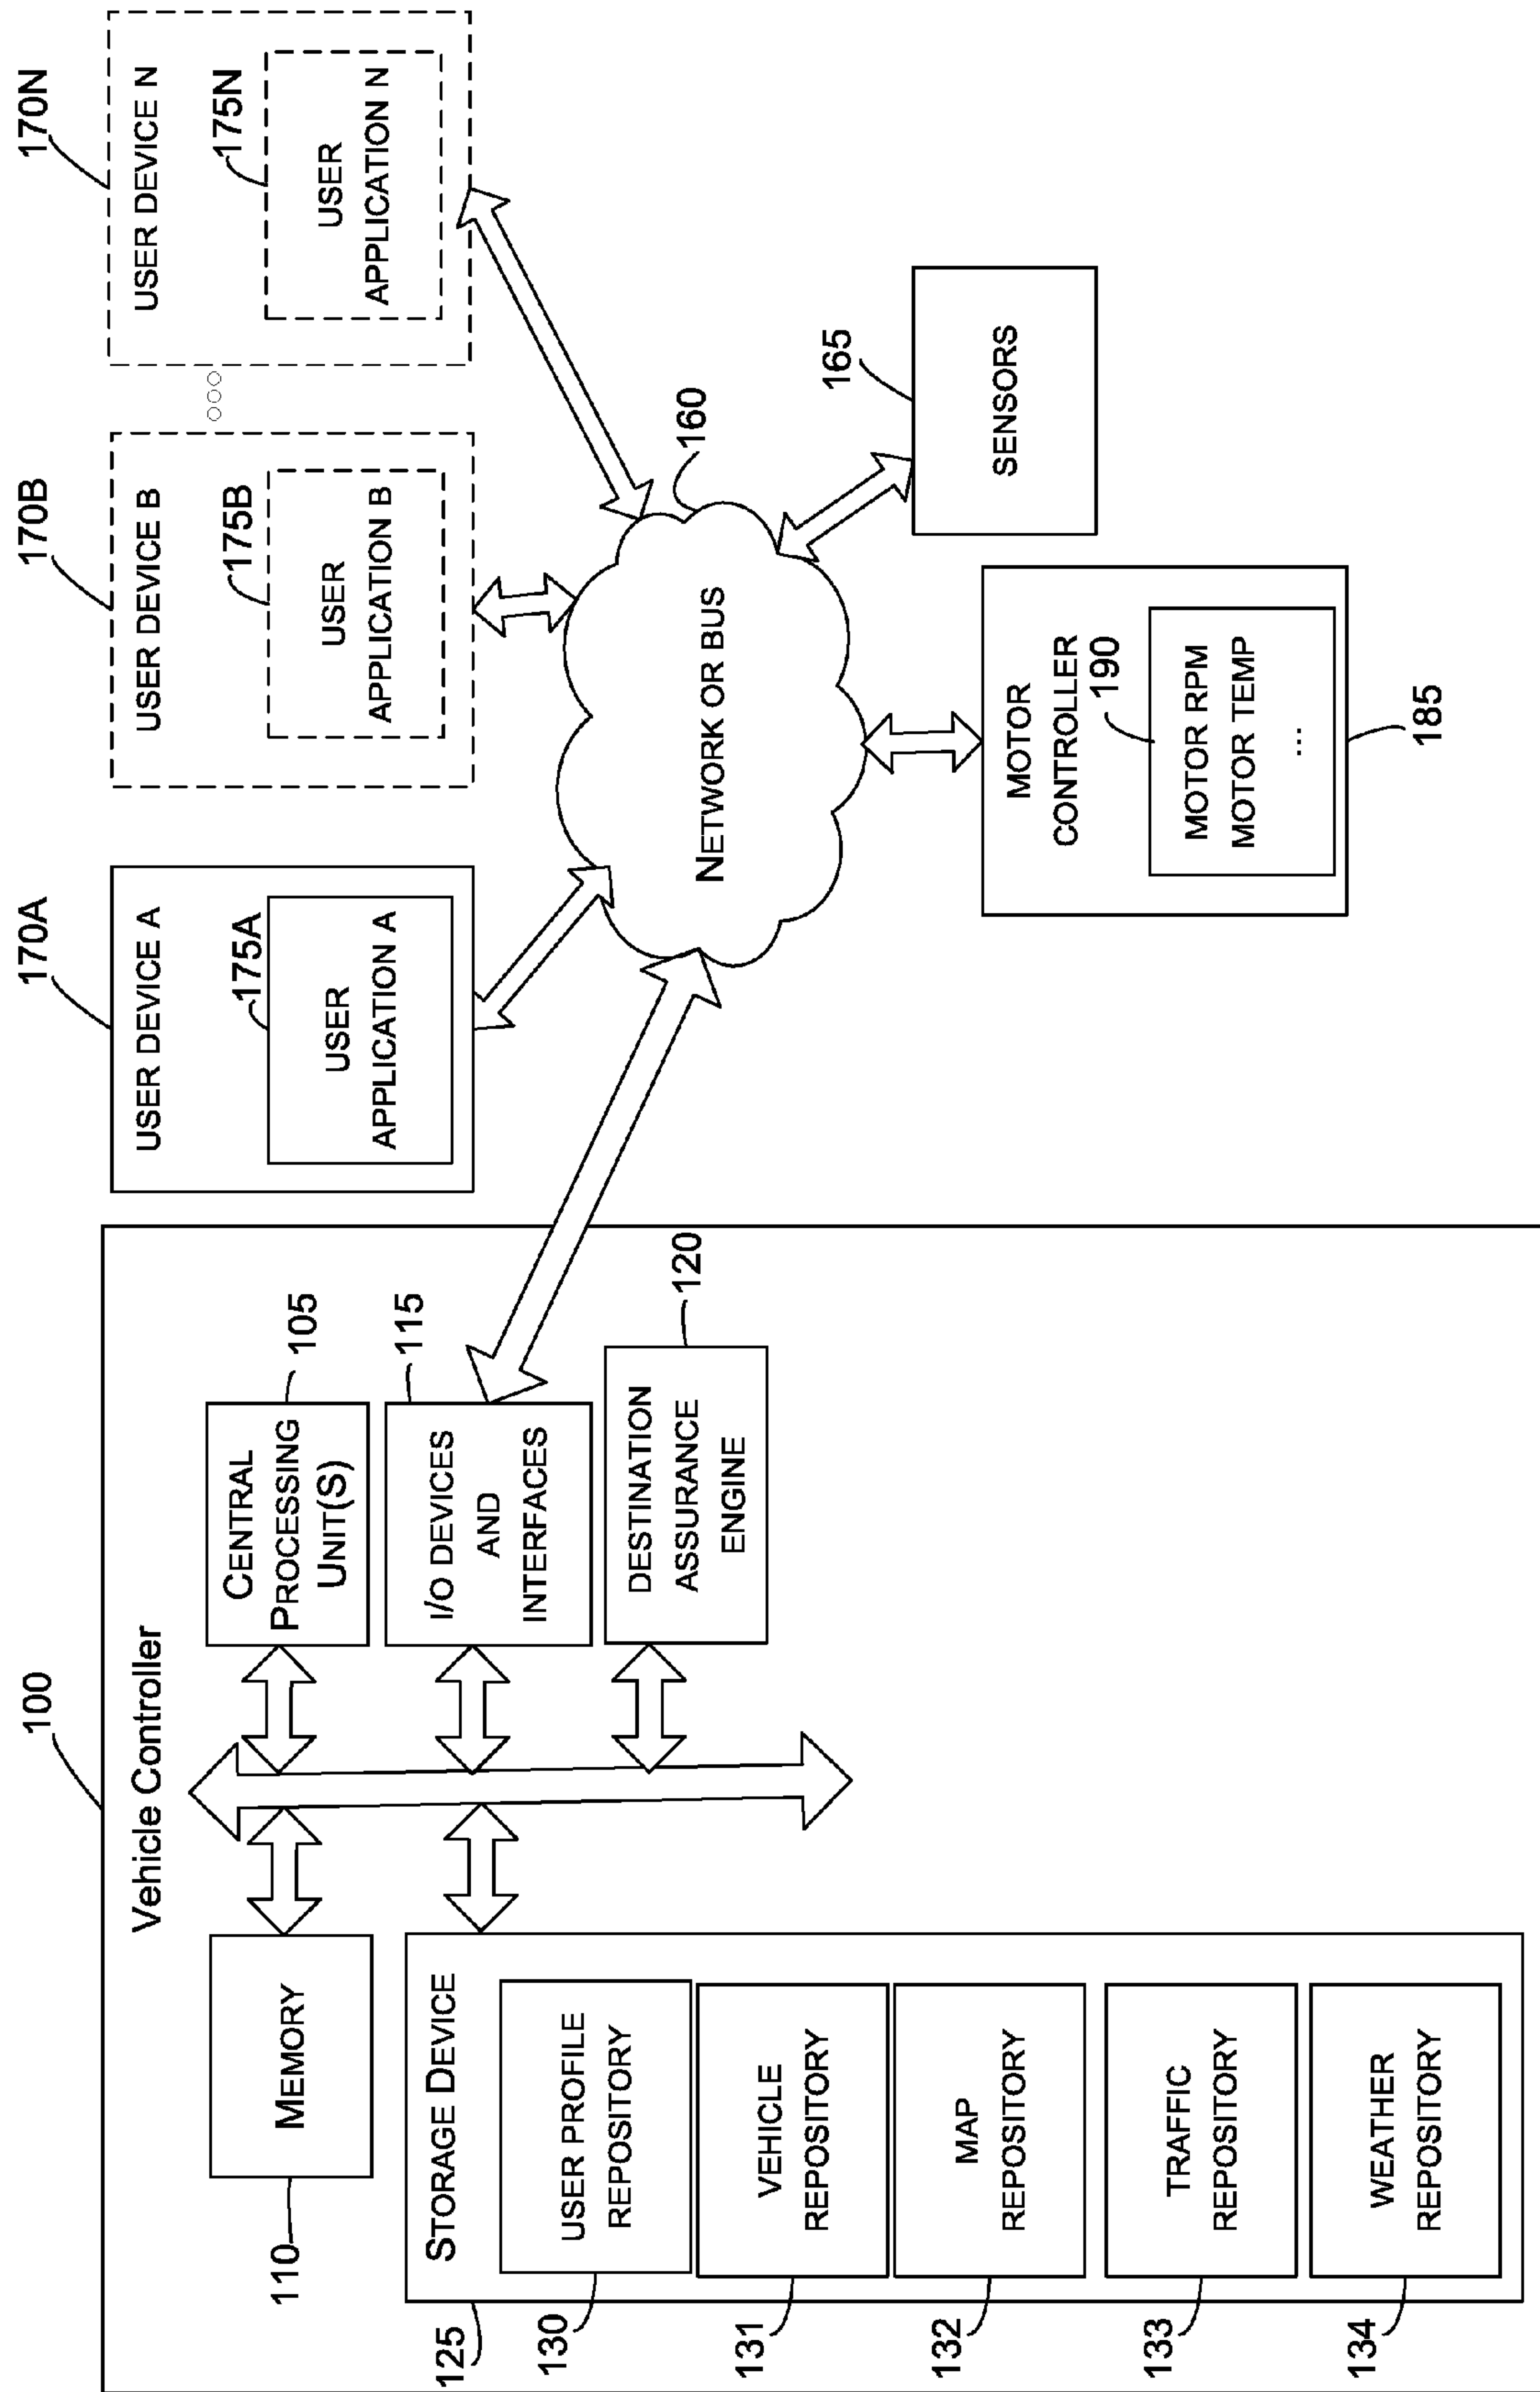 100
Vehicle Controller
MEMORY
110
CENTRAL
PROCESSING
UNIT(S)
105
I/O DEVICES
AND
INTERFACES
115
DESTINATION
ASSURANCE
ENGINE
120
STORAGE DEVICE
125
USER PROFILE
REPOSITORY
130
VEHICLE
REPOSITORY
131
MAP
REPOSITORY
132
TRAFFIC
REPOSITORY
133
WEATHER
REPOSITORY
134
170A
USER DEVICE A
175A
USER
APPLICATION A
170B
USER DEVICE B
175B
USER
APPLICATION B
170N
USER DEVICE N
175N
USER
APPLICATION N
160
NETWORK OR BUS
165
SENSORS
MOTOR
CONTROLLER
190
MOTOR RPM
MOTOR TEMP
...
185